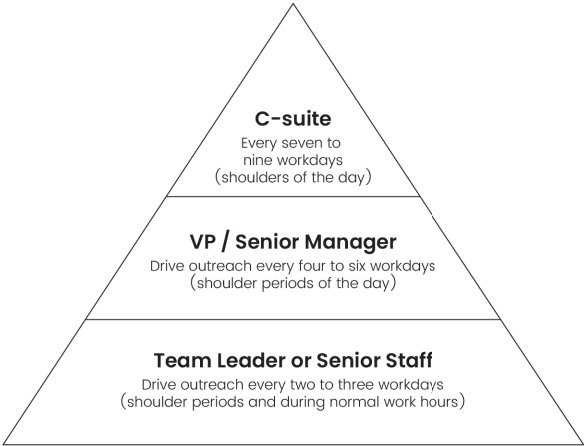 C-suite
Every seven to
nine workdays
(shoulders of the day)
VP / Senior Manager
Drive outreach every four to six workdays
(shoulder periods of the day)
Team Leader or Senior Staff
Drive outreach every two to three workdays
(shoulder periods and during normal work hours)